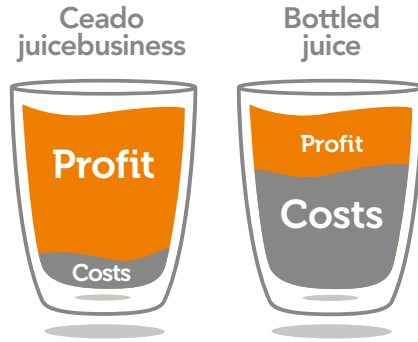 Ceado
juicebusiness
Bottled
juice
Profit
Costs
Profit
Costs